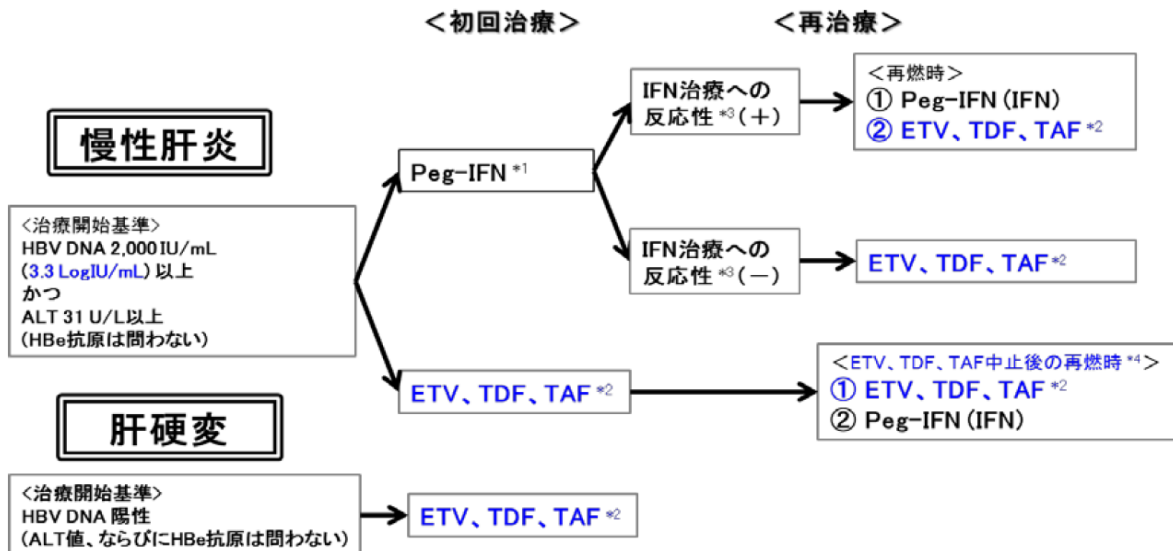 ＜初回治療＞
＜再治療＞
慢性肝炎
＜治療開始基準＞
HBV DNA 2,000 IU/mL
(3.3 LogIU/mL) 以上
かつ
ALT 31 U/L以上
(HBe抗原は問わない)
Peg-IFN *1
IFN治療への
反応性 *3 (＋)
＜再燃時＞
① Peg-IFN (IFN)
② ETV、TDF、TAF *2
IFN治療への
反応性 *3 (－)
ETV、TDF、TAF *2
ETV、TDF、TAF *2
＜ETV、TDF、TAF中止後の再燃時 *4＞
① ETV、TDF、TAF *2
② Peg-IFN (IFN)
肝硬変
＜治療開始基準＞
HBV DNA 陽性
(ALT値、ならびにHBe抗原は問わない)
ETV、TDF、TAF *2